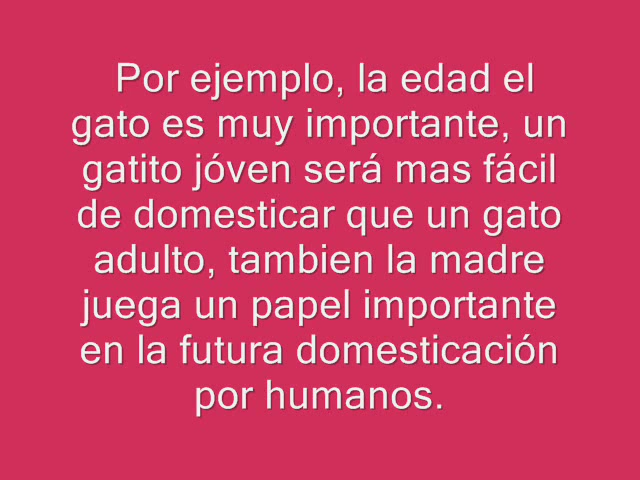 Por ejemplo, la edad el
gato es muy importante, un
gatito jóven será mas fácil
de domesticar que un gato
adulto, tambien la madre
juega un papel importante
en la futura domesticación
por humanos.